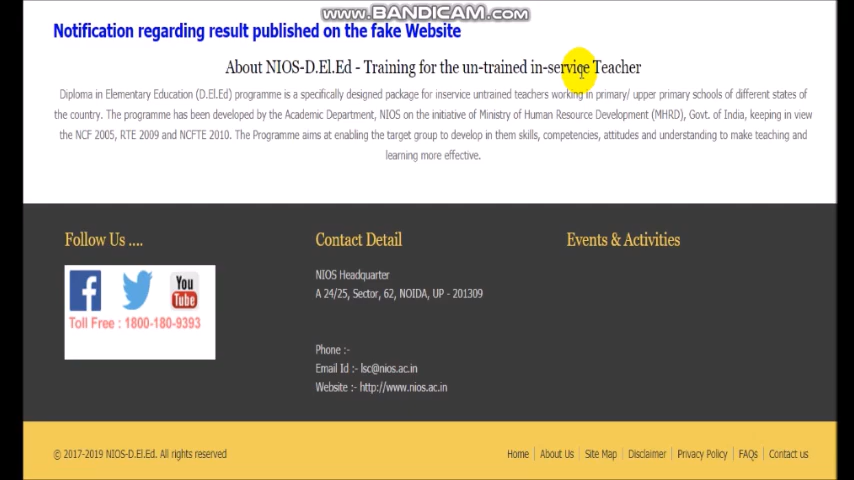 www.BANDICAM.com
Notification regarding result published on the fake Website
About NIOS-D.El.Ed - Training for the un-trained in-service Teacher
Diploma in Elementary Education (D.El.Ed) programme is a specifically designed package for inservice untrained teachers working in primary/ upper primary schools of different states of
the country. The programme has been developed by the Academic Department, NIOS on the initiative of Ministry of Human Resource Development (MHRD), Govt. of India, keeping in view
the NCF 2005, RTE 2009 and NCFTE 2010. The Programme aims at enabling the target group to develop in them skills, competencies, attitudes and understanding to make teaching and
learning more effective.
Follow Us ....
You
Tube
Toll Free : 1800-180-9393
Contact Detail
NIOS Headquarter
A 24/25, Sector, 62, NOIDA, UP - 201309
Phone :-
Email Id :- lsc@nios.ac.in
Website :- http://www.nios.ac.in
Events & Activities
© 2017-2019 NIOS-D.El.Ed. All rights reserved
Home | About Us | Site Map | Disclaimer | Privacy Policy | FAQs | Contact us